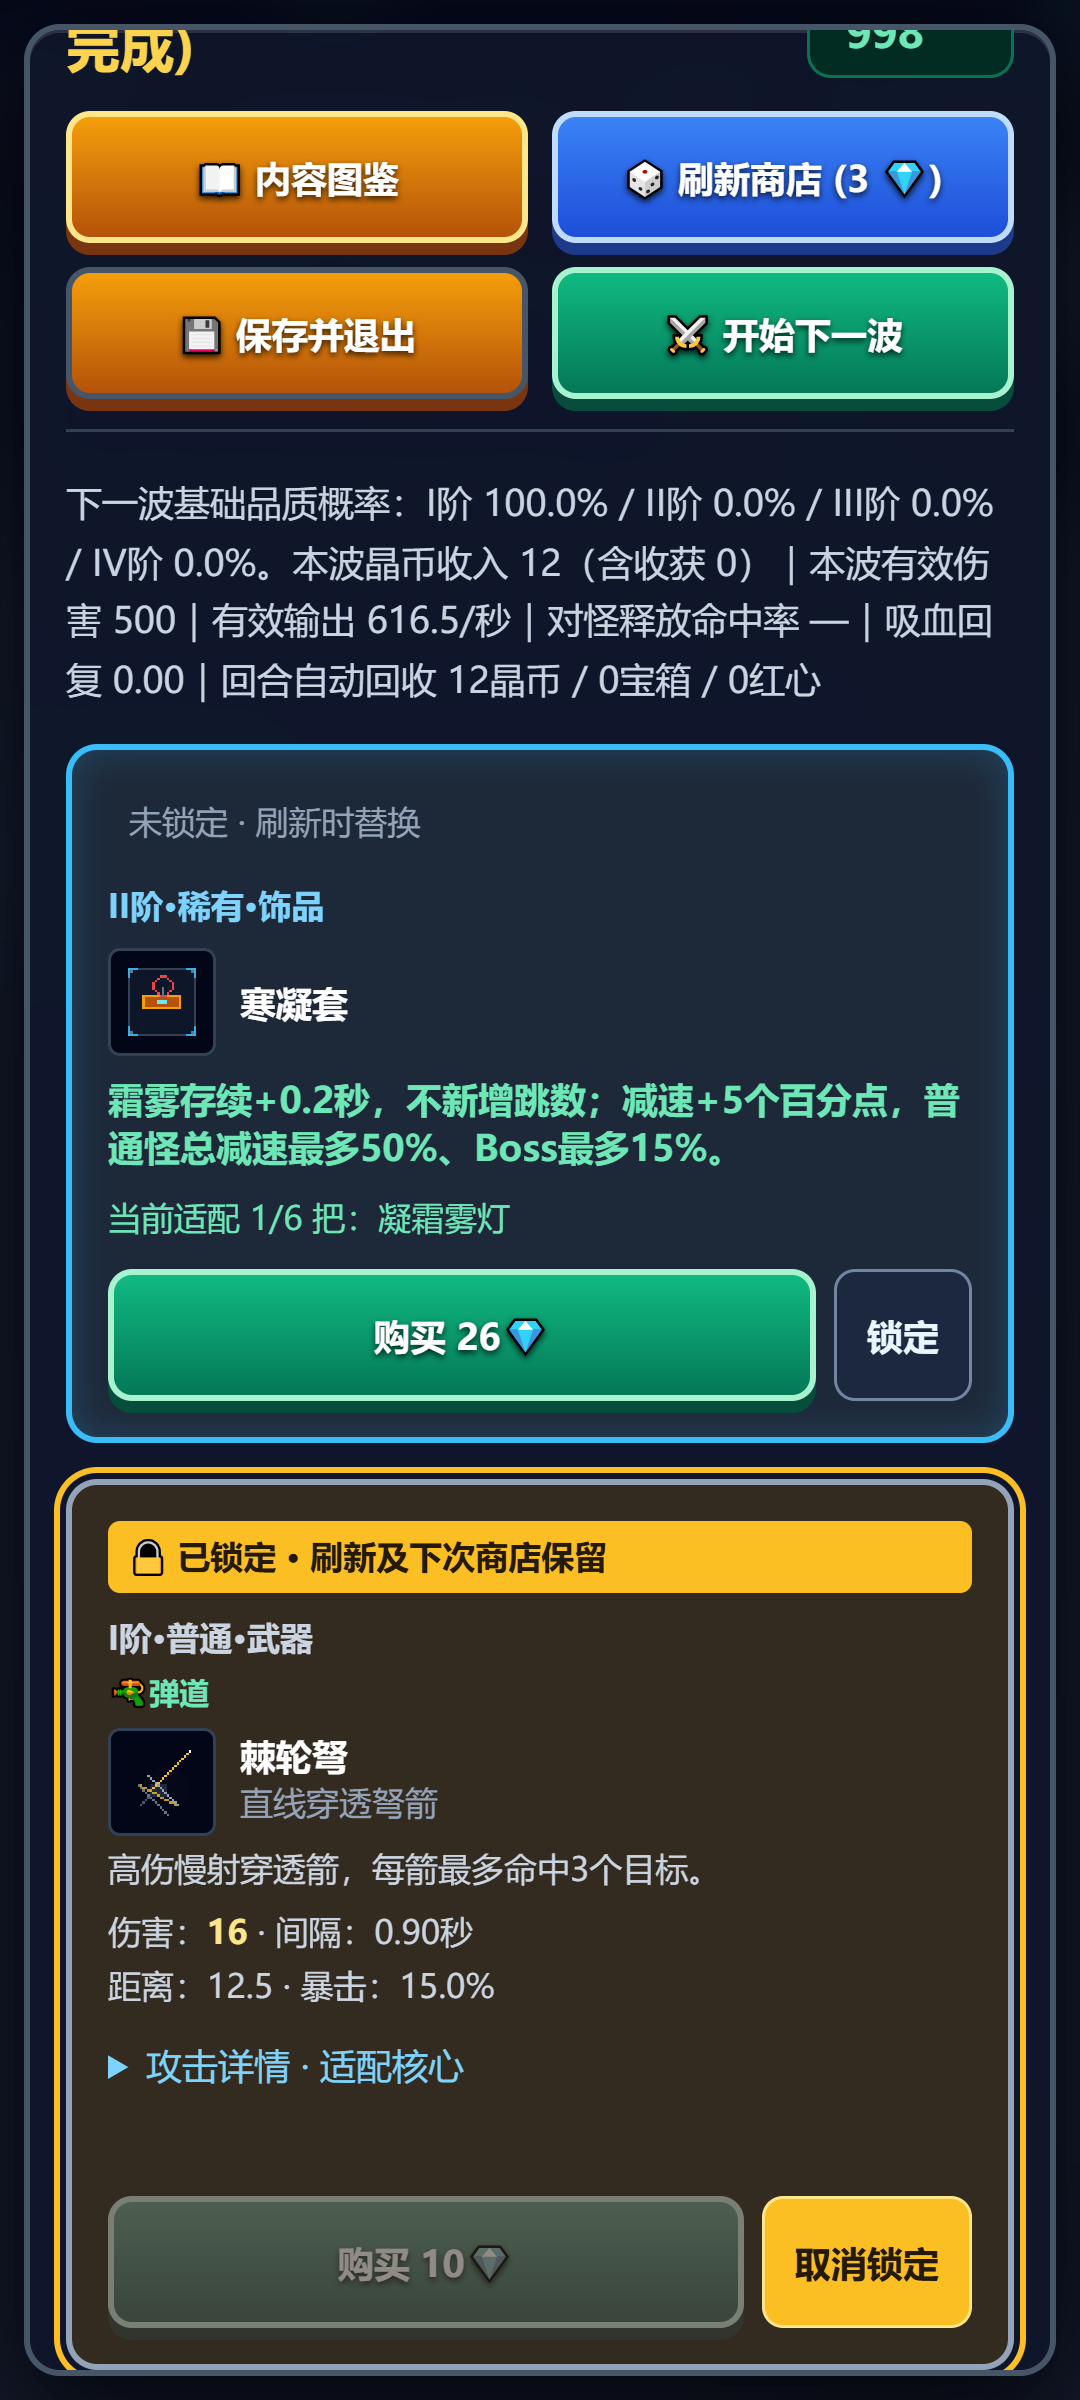 完成)
998
内容图鉴
刷新商店 (3 💎)
保存并退出
开始下一波
下一波基础品质概率：I阶 100.0% / II阶 0.0% / III阶 0.0%
/ IV阶 0.0%。本波晶币收入 12（含收获 0） | 本波有效伤
害 500 | 有效输出 616.5/秒 | 对怪释放命中率 — | 吸血回
复 0.00 | 回合自动回收 12晶币 / 0宝箱 / 0红心
未锁定 · 刷新时替换
II阶·稀有·饰品
寒凝套
霜雾存续+0.2秒，不新增跳数；减速+5个百分点，普
通怪总减速最多50%、Boss最多15%。
当前适配 1/6 把：凝霜雾灯
购买 26💎
锁定
已锁定 · 刷新及下次商店保留
I阶·普通·武器
弹道
棘轮弩
直线穿透弩箭
高伤慢射穿透箭，每箭最多命中3个目标。
伤害：16 · 间隔：0.90秒
距离：12.5 · 暴击：15.0%
▶ 攻击详情 · 适配核心
购买 10💎
取消锁定